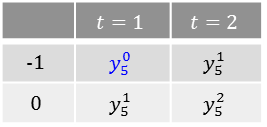 t = 1 t = 2
-1 y_5^0 y_5^1
0 y_5^1 y_5^2